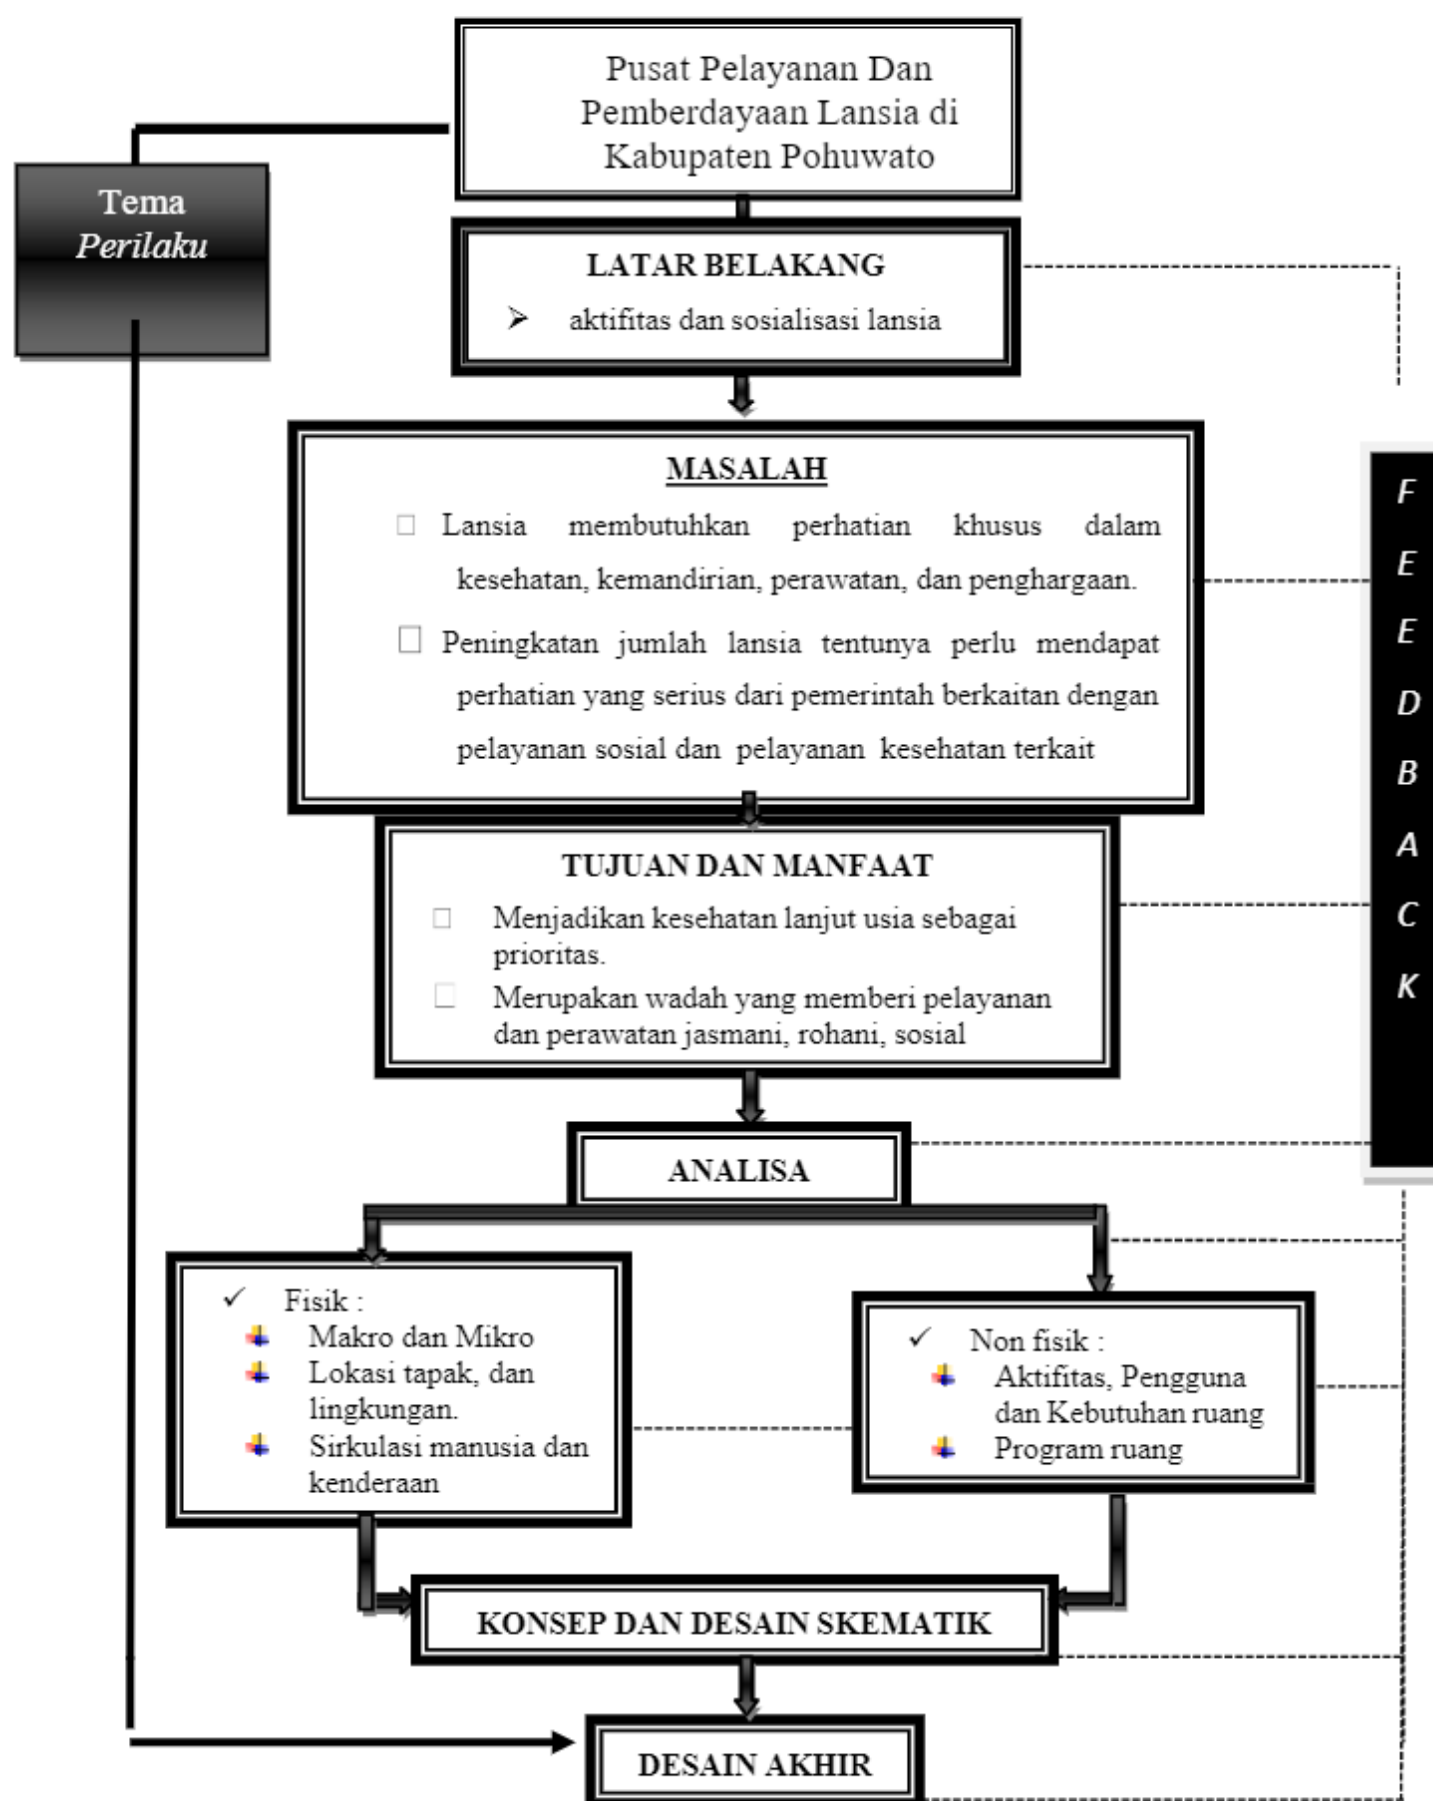 Pusat Pelayanan Dan
Pemberdayaan Lansia di
Kabupaten Pohuwato
Tema
Perilaku
LATAR BELAKANG
➢ aktifitas dan sosialisasi lansia
MASALAH
□ Lansia membutuhkan perhatian khusus dalam
kesehatan, kemandirian, perawatan, dan penghargaan.
□ Peningkatan jumlah lansia tentunya perlu mendapat
perhatian yang serius dari pemerintah berkaitan dengan
pelayanan sosial dan pelayanan kesehatan terkait
TUJUAN DAN MANFAAT
□ Menjadikan kesehatan lanjut usia sebagai
prioritas.
□ Merupakan wadah yang memberi pelayanan
dan perawatan jasmani, rohani, sosial
F
E
E
D
B
A
C
K
ANALISA
✓ Fisik :
Makro dan Mikro
Lokasi tapak, dan
lingkungan.
Sirkulasi manusia dan
kenderaan
✓ Non fisik :
Aktifitas, Pengguna
dan Kebutuhan ruang
Program ruang
KONSEP DAN DESAIN SKEMATIK
DESAIN AKHIR